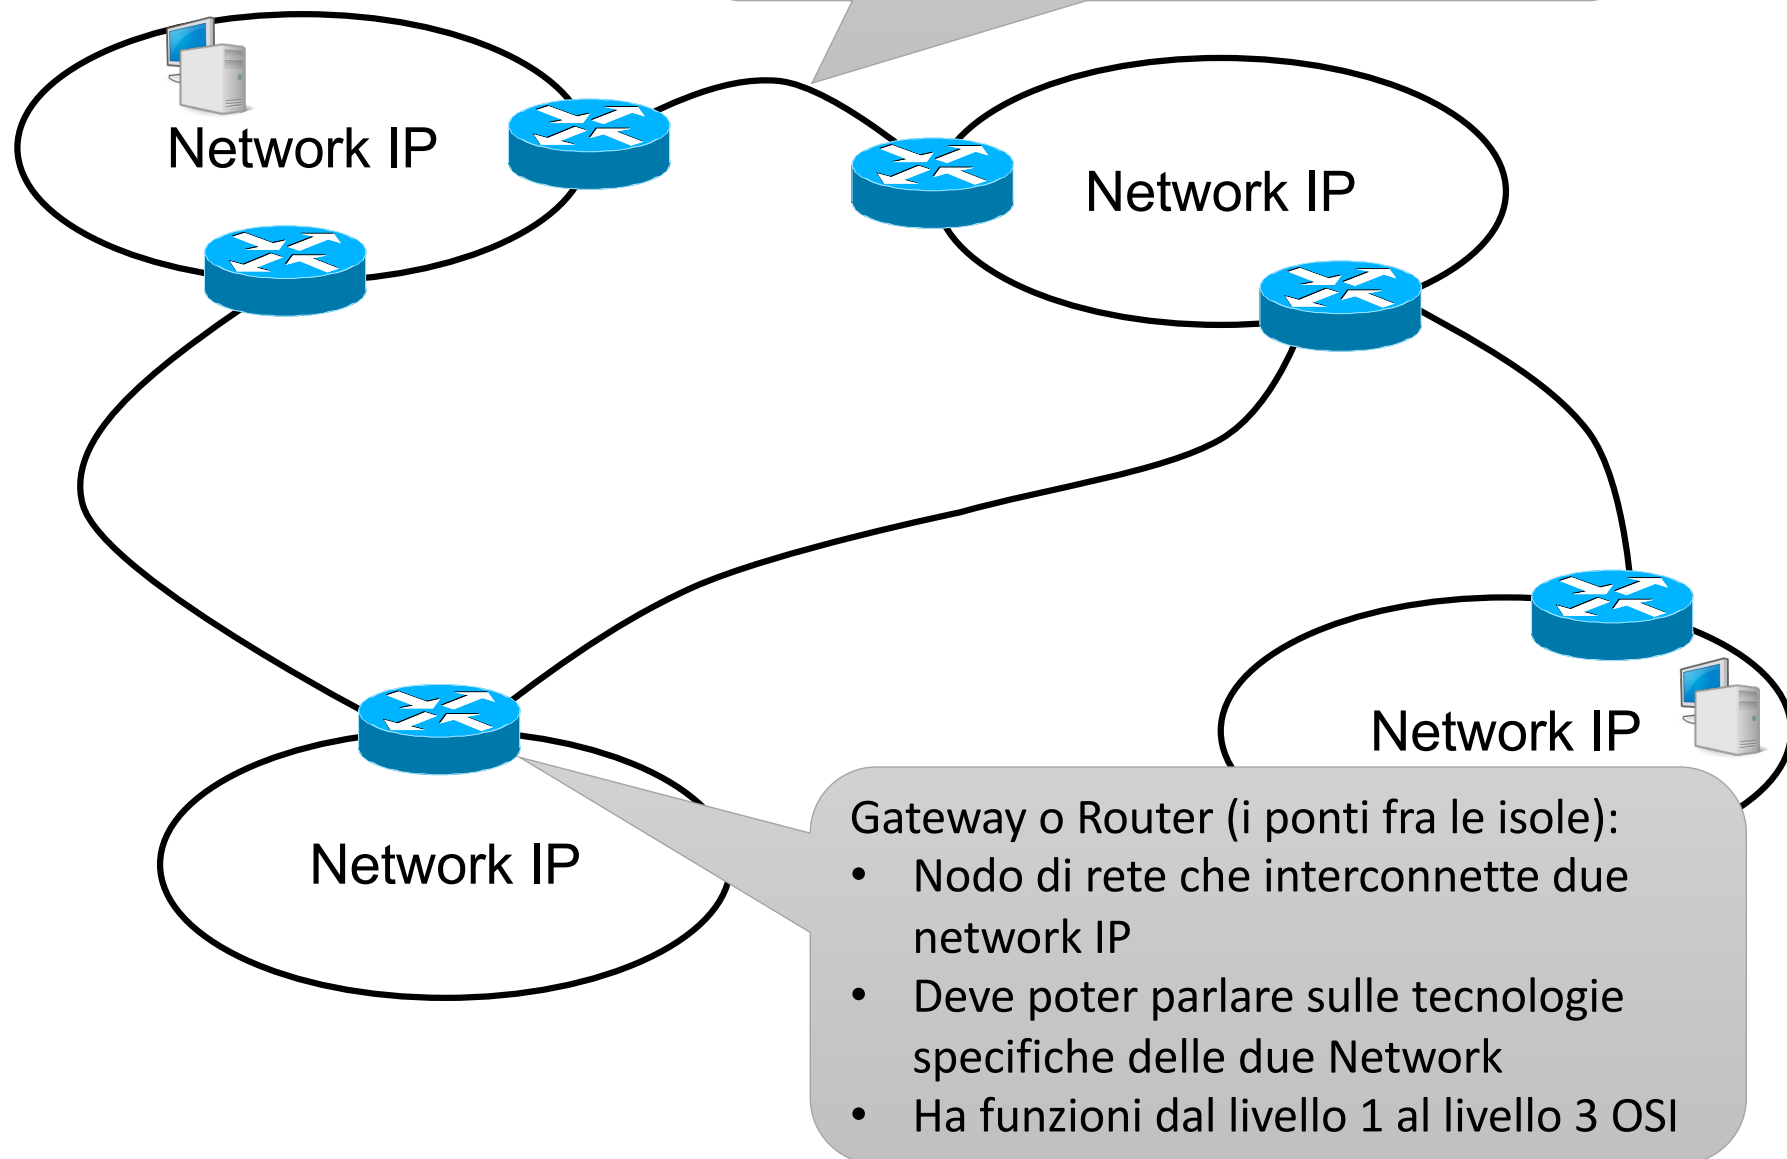 Network IP
Network IP
Network IP
Network IP
Gateway o Router (i ponti fra le isole):
• Nodo di rete che interconnette due
network IP
• Deve poter parlare sulle tecnologie
specifiche delle due Network
• Ha funzioni dal livello 1 al livello 3 OSI